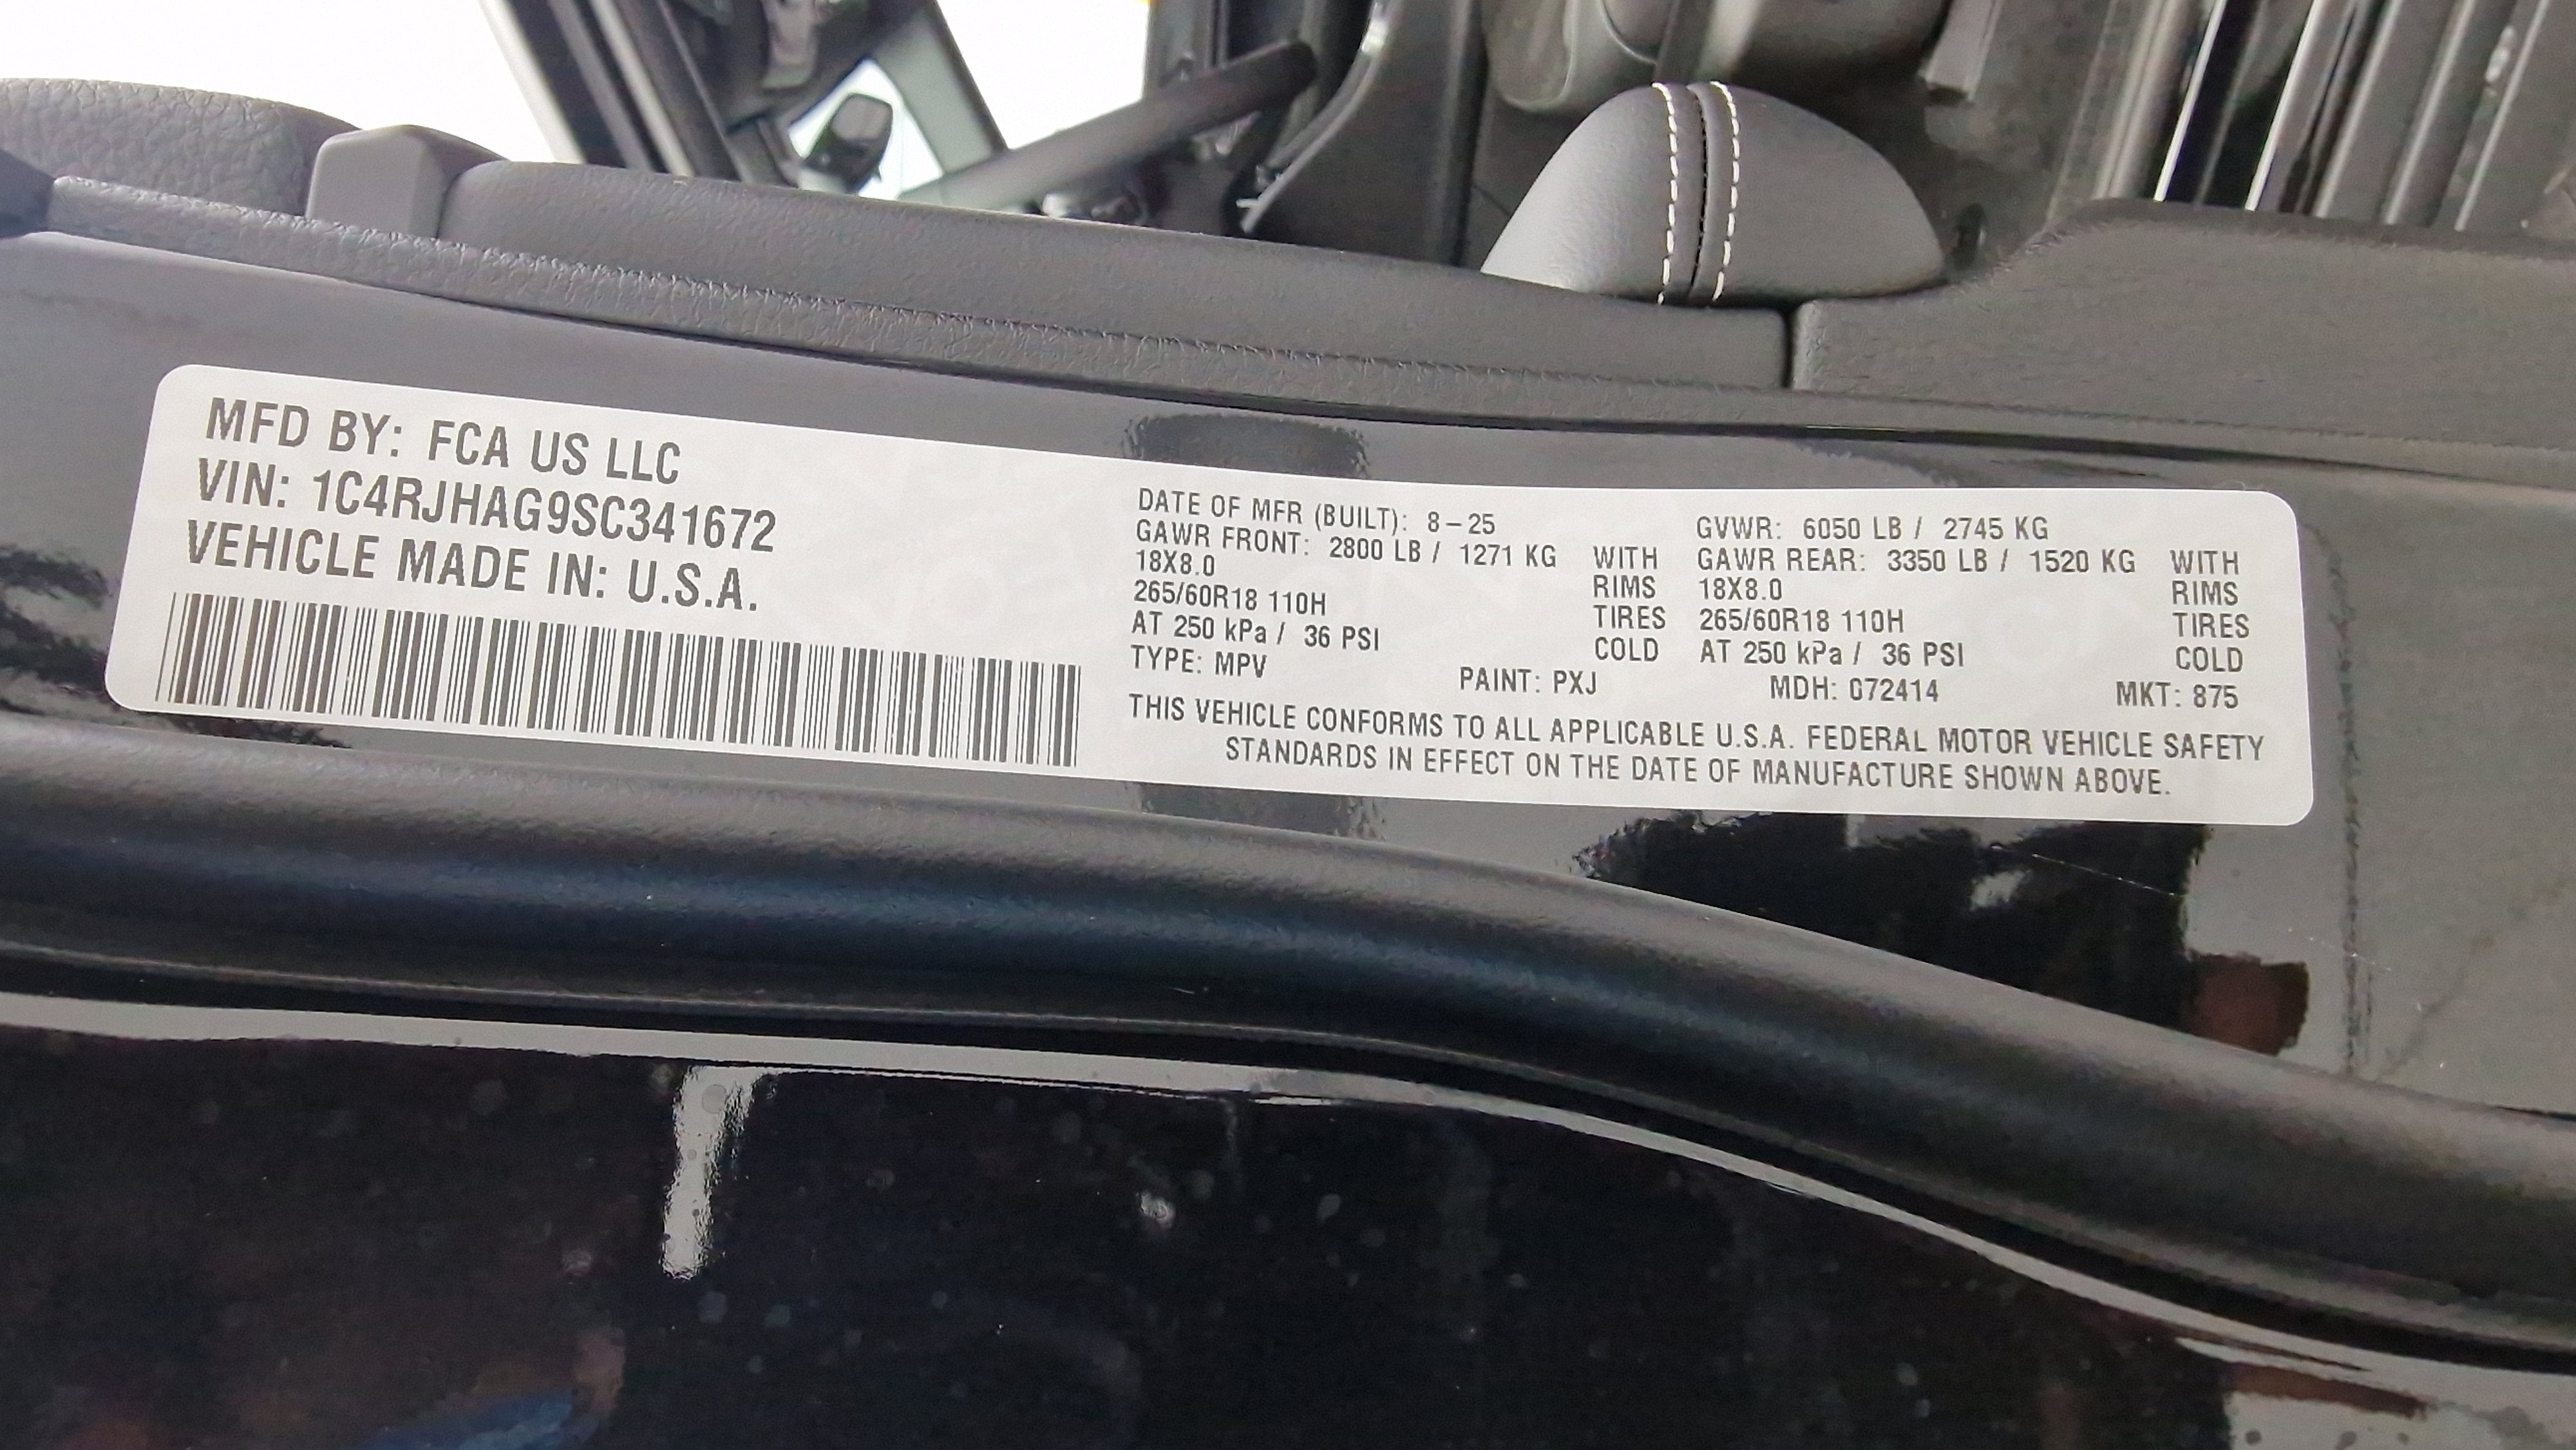 MFD BY: FCA US LLC
VIN: 1C4RJHAG9SC341672
VEHICLE MADE IN: U.S.A.
DATE OF MFR (BUILT): 8-25 GVWR: 6050 LB / 2745 KG
GAWR FRONT: 2800 LB / 1271 KG WITH GAWR REAR: 3350 LB / 1520 KG WITH
18X8.0 RIMS 18X8.0 RIMS
265/60R18 110H TIRES 265/60R18 110H TIRES
AT 250 kPa / 36 PSI COLD AT 250 kPa / 36 PSI COLD
TYPE: MPV PAINT: PXJ MDH: 072414 MKT: 875
THIS VEHICLE CONFORMS TO ALL APPLICABLE U.S.A. FEDERAL MOTOR VEHICLE SAFETY
STANDARDS IN EFFECT ON THE DATE OF MANUFACTURE SHOWN ABOVE.